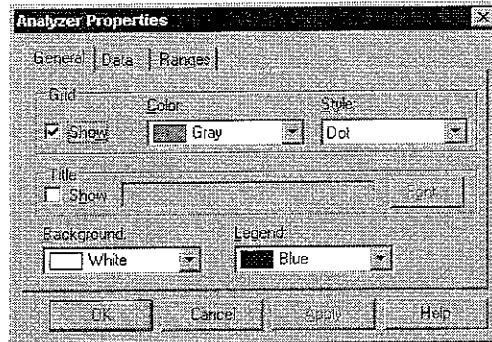 Analyzer Properties
General Data Ranges
Grid
Color Style
Show Gray Dot
Title
Show Font
Background Legend
White Blue
OK Cancel Apply Help